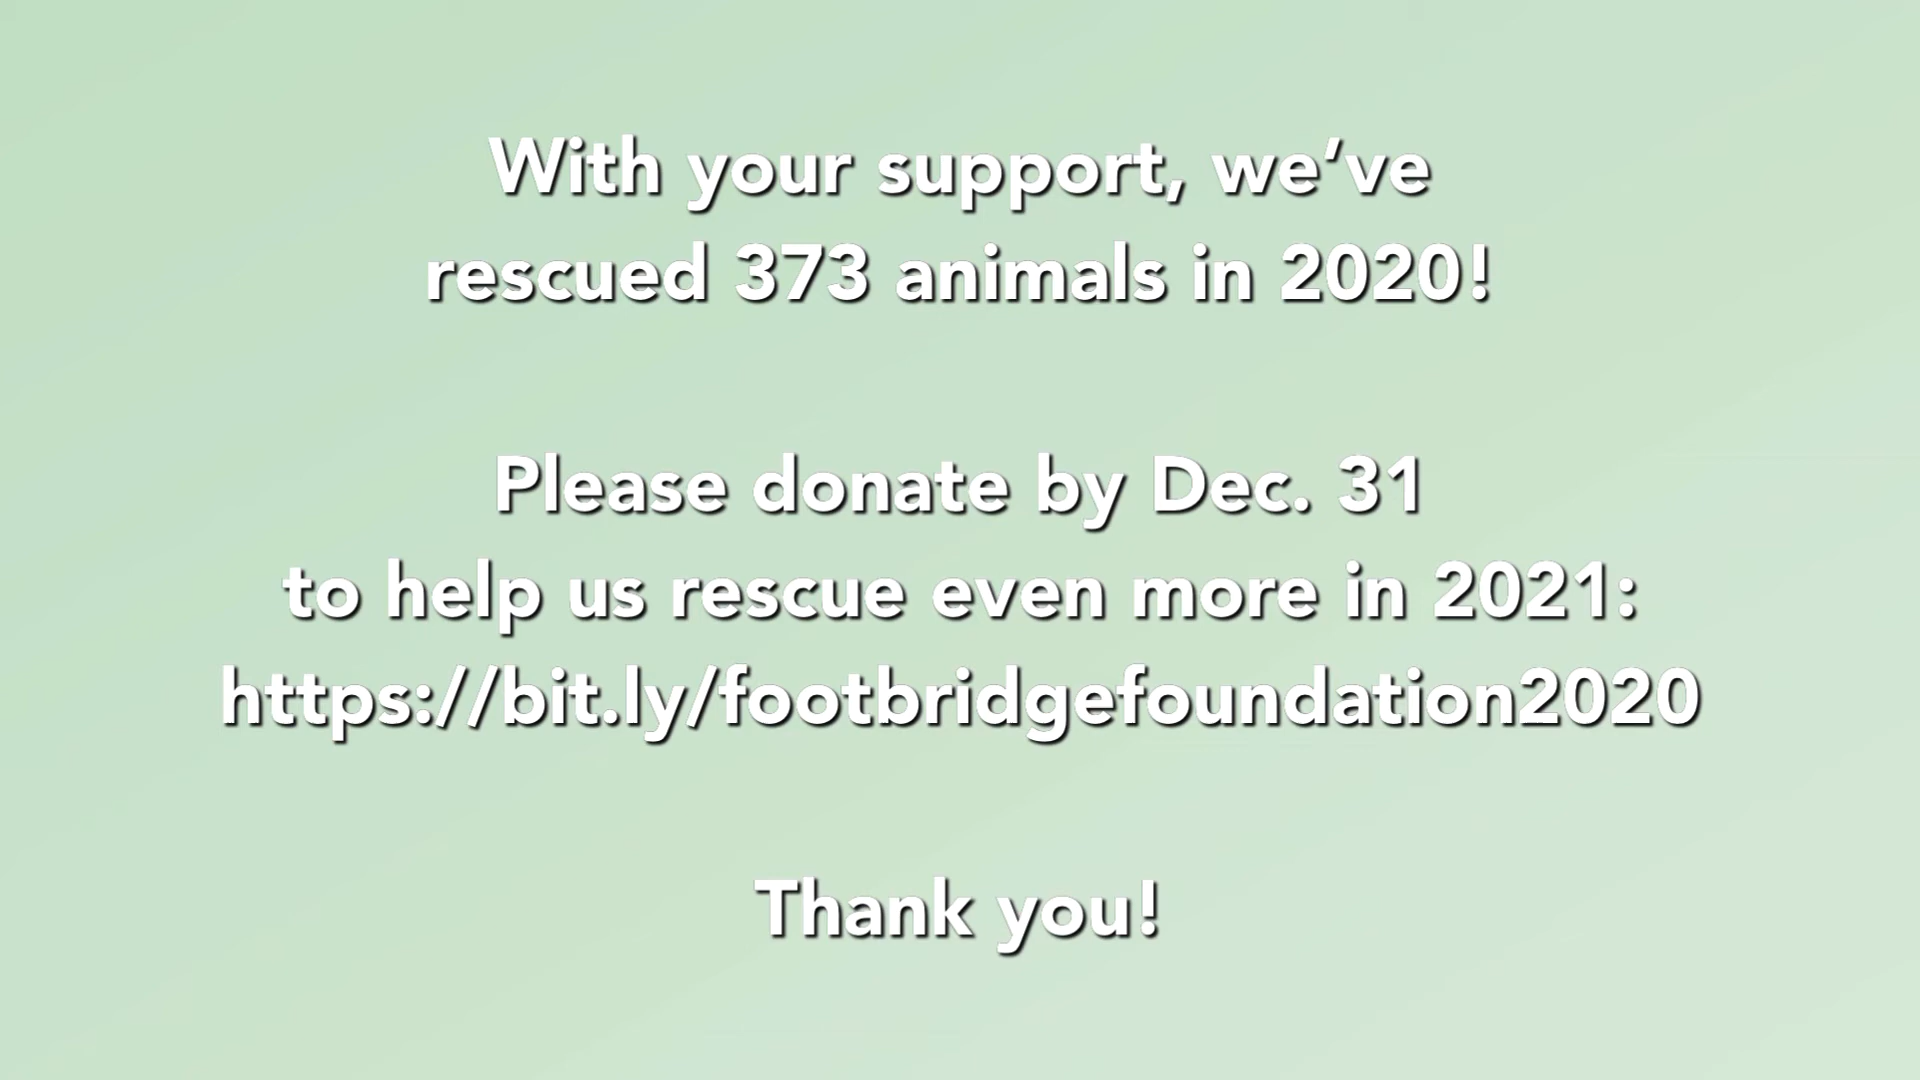 With your support, we’ve
rescued 373 animals in 2020!
Please donate by Dec. 31
to help us rescue even more in 2021:
https://bit.ly/footbridgefoundation2020
Thank you!